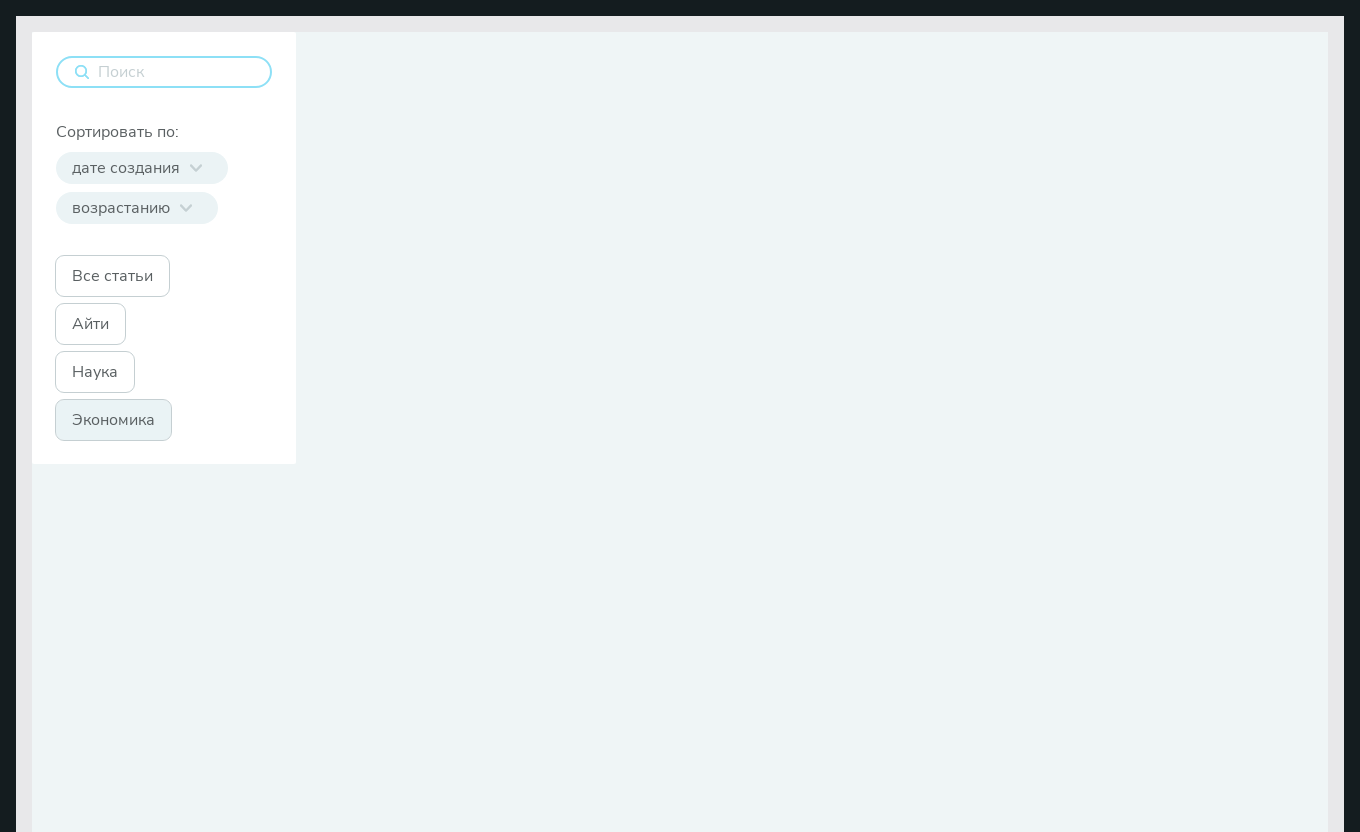 Поиск
Сортировать по:
дате создания
возрастанию
Все статьи
Айти
Наука
Экономика